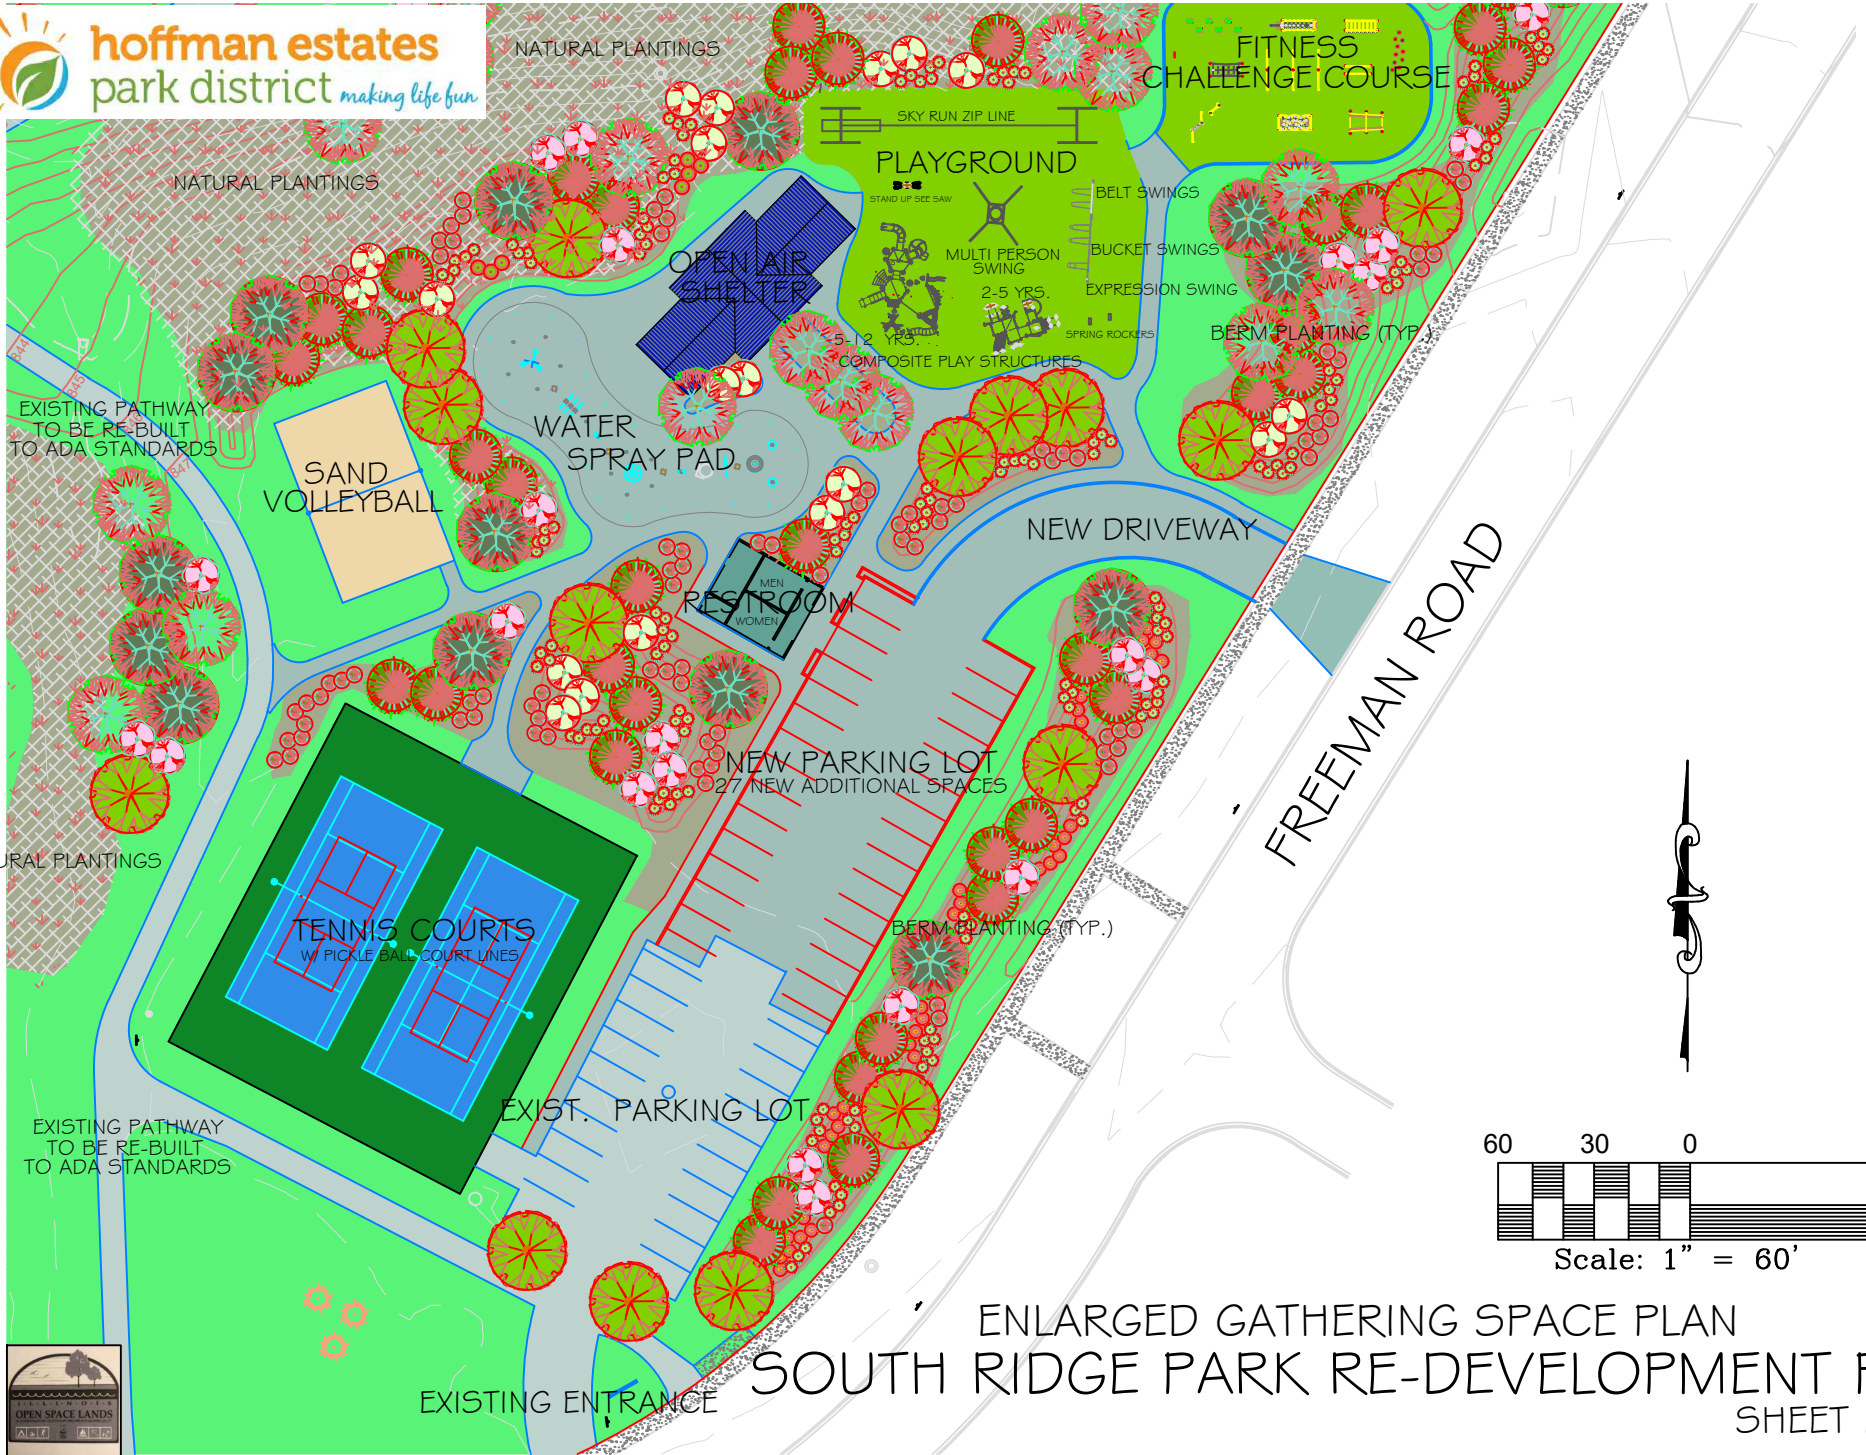 hoffman estates
park district making life fun
NATURAL PLANTINGS
FITNESS
CHALLENGE COURSE
SKY RUN ZIP LINE
PLAYGROUND
NATURAL PLANTINGS
STAND UP SEE SAW
BELT SWINGS
MULTI PERSON
SWING
BUCKET SWINGS
OPEN AIR
SHELTER
2-5 YRS.
EXPRESSION SWING
SPRING ROCKERS
5-12 YRS.
COMPOSITE PLAY STRUCTURES
BERM PLANTING (TYP.)
844
845
847
EXISTING PATHWAY
TO BE RE-BUILT
TO ADA STANDARDS
SAND
VOLLEYBALL
WATER
SPRAY PAD
NEW DRIVEWAY
MEN
RESTROOM
WOMEN
FREEMAN ROAD
NEW PARKING LOT
27 NEW ADDITIONAL SPACES
URAL PLANTINGS
TENNIS COURTS
W/ PICKLE BALL COURT LINES
BERM PLANTING (TYP.)
EXIST. PARKING LOT
EXISTING PATHWAY
TO BE RE-BUILT
TO ADA STANDARDS
60 30 0
Scale: 1" = 60'
ENLARGED GATHERING SPACE PLAN
SOUTH RIDGE PARK RE-DEVELOPMENT
SHEET
EXISTING ENTRANCE
ILLINOIS
OPEN SPACE LANDS